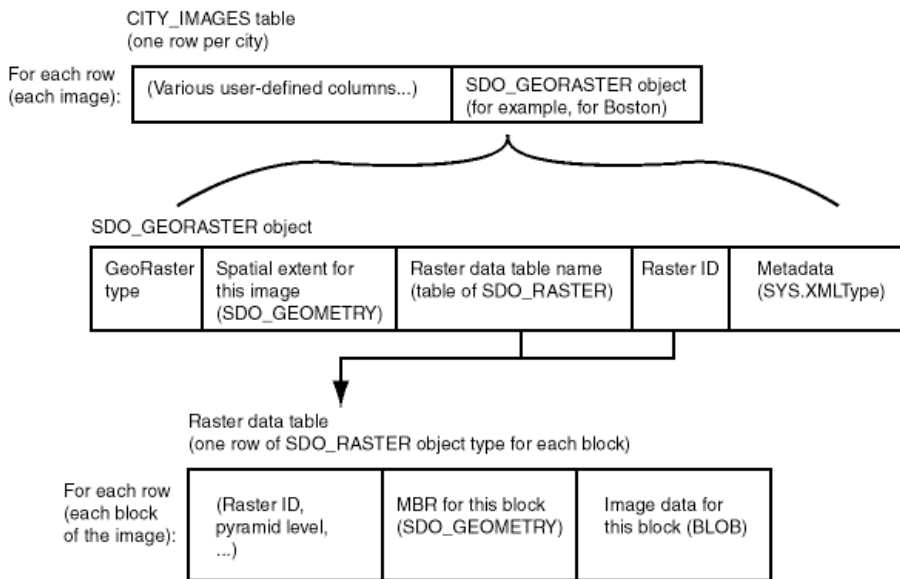 CITY_IMAGES table
(one row per city)
For each row
(each image):
(Various user-defined columns...)
SDO_GEORASTER object
(for example, for Boston)
SDO_GEORASTER object
GeoRaster
type
Spatial extent for
this image
(SDO_GEOMETRY)
Raster data table name
(table of SDO_RASTER)
Raster ID
Metadata
(SYS.XMLType)
Raster data table
(one row of SDO_RASTER object type for each block)
For each row
(each block
of the image):
(Raster ID,
pyramid level,
...)
MBR for this block
(SDO_GEOMETRY)
Image data for
this block (BLOB)